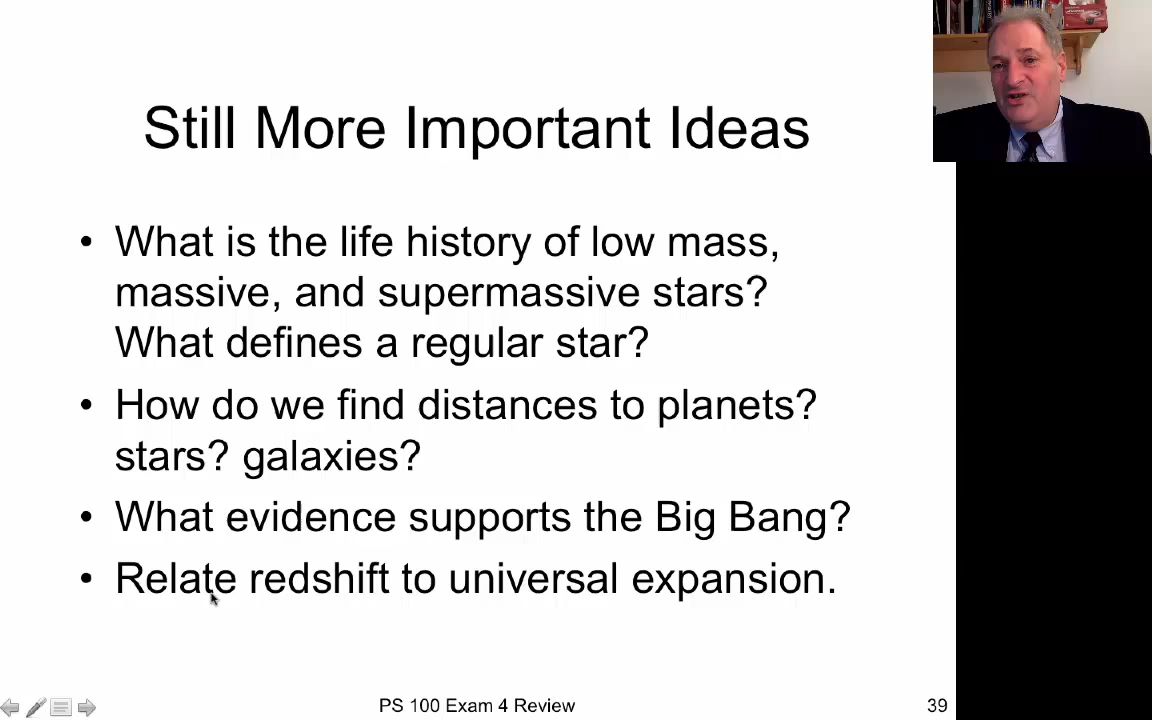 Still More Important Ideas
• What is the life history of low mass,
massive, and supermassive stars?
What defines a regular star?
• How do we find distances to planets?
stars? galaxies?
• What evidence supports the Big Bang?
• Relate redshift to universal expansion.
PS 100 Exam 4 Review
39